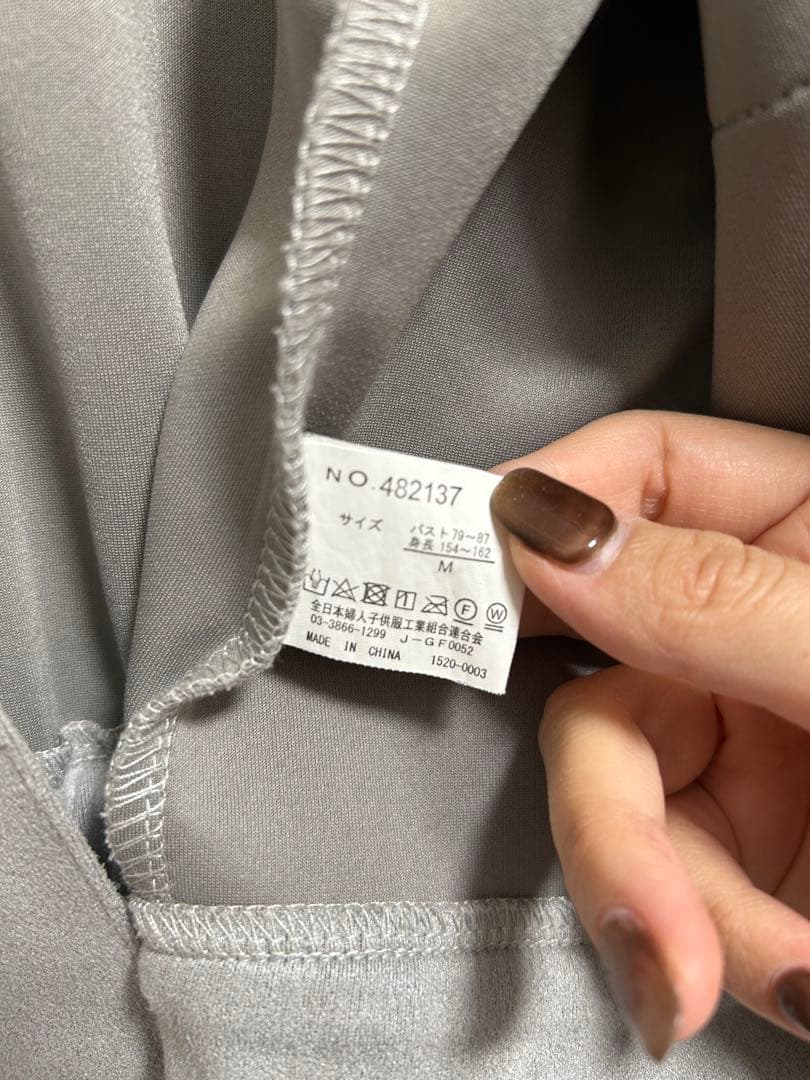 NO.482137
サイズ
バスト79～87
身長 154～162
M
F W
全日本婦人子供服工業組合連合会
03-3866-1299 J-GF0052
MADE IN CHINA 1520-0003